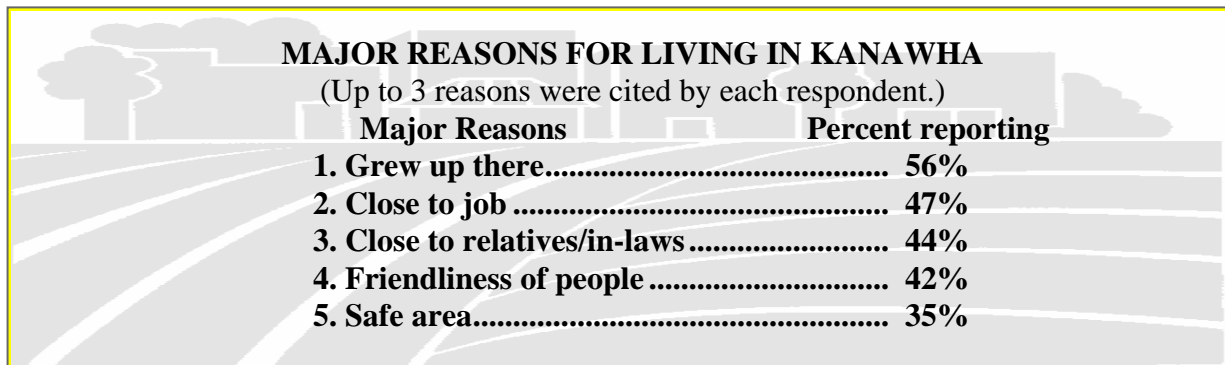 MAJOR REASONS FOR LIVING IN KANAWHA
(Up to 3 reasons were cited by each respondent.)
Major Reasons Percent reporting
1. Grew up there........................................... 56%
2. Close to job ............................................... 47%
3. Close to relatives/in-laws......................... 44%
4. Friendliness of people .............................. 42%
5. Safe area.................................................... 35%